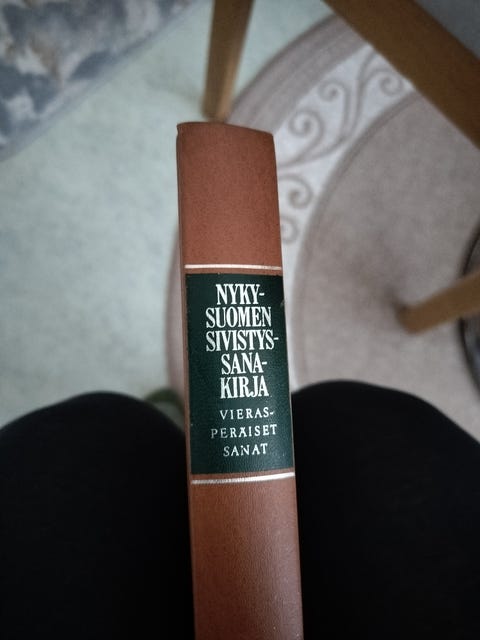 NYKY-
SUOMEN
SIVISTYS-
SANA-
KIRJA
VIERAS-
PERÄISET
SANAT